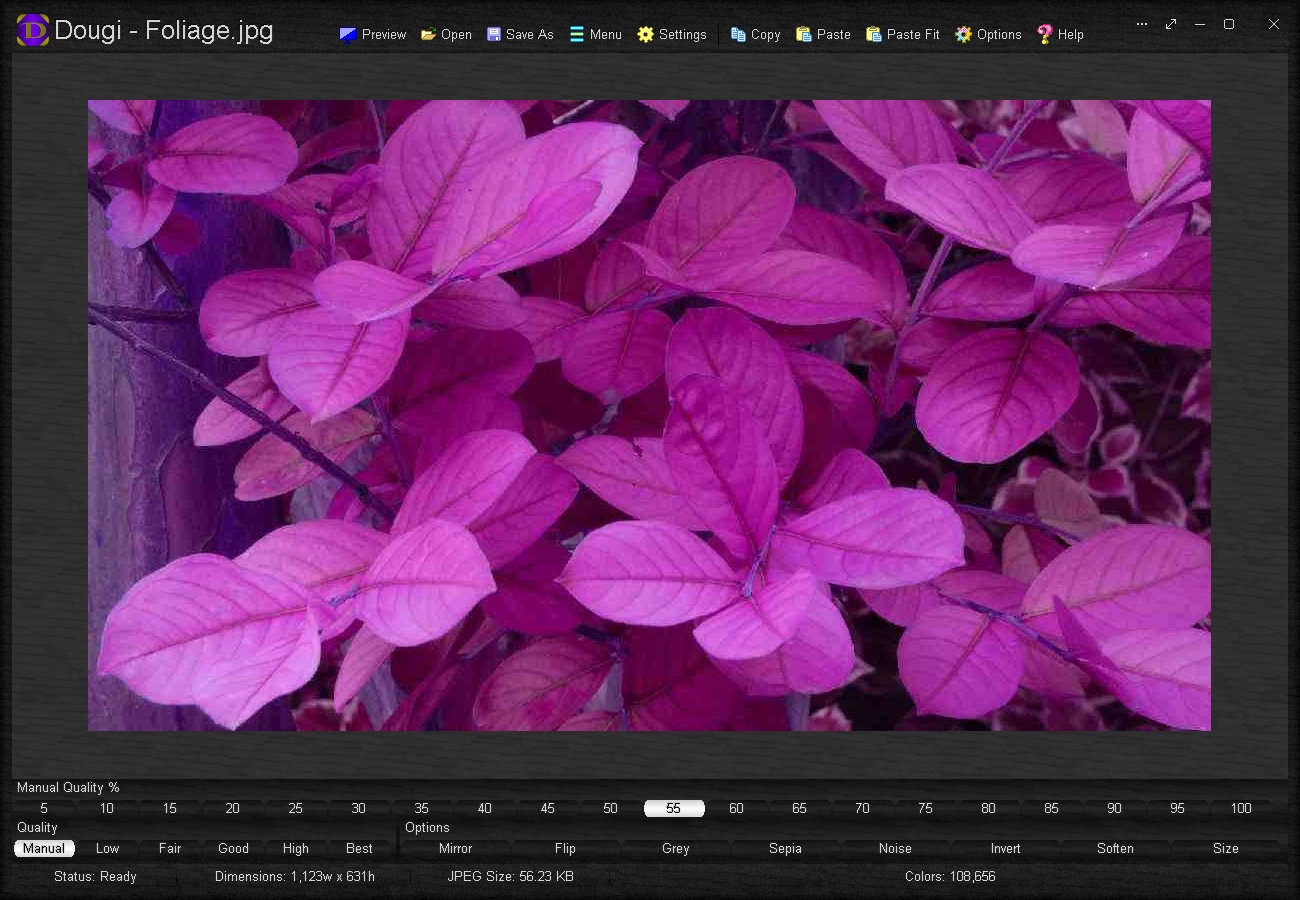 D Dougi - Foliage.jpg
Preview Open Save As Menu Settings Copy Paste Paste Fit Options Help
Manual Quality %
5 10 15 20 25 30 35 40 45 50 55 60 65 70 75 80 85 90 95 100
Quality Options
Manual Low Fair Good High Best Mirror Flip Grey Sepia Noise Invert Soften Size
Status: Ready Dimensions: 1,123w x 631h JPEG Size: 56.23 KB Colors: 108,656